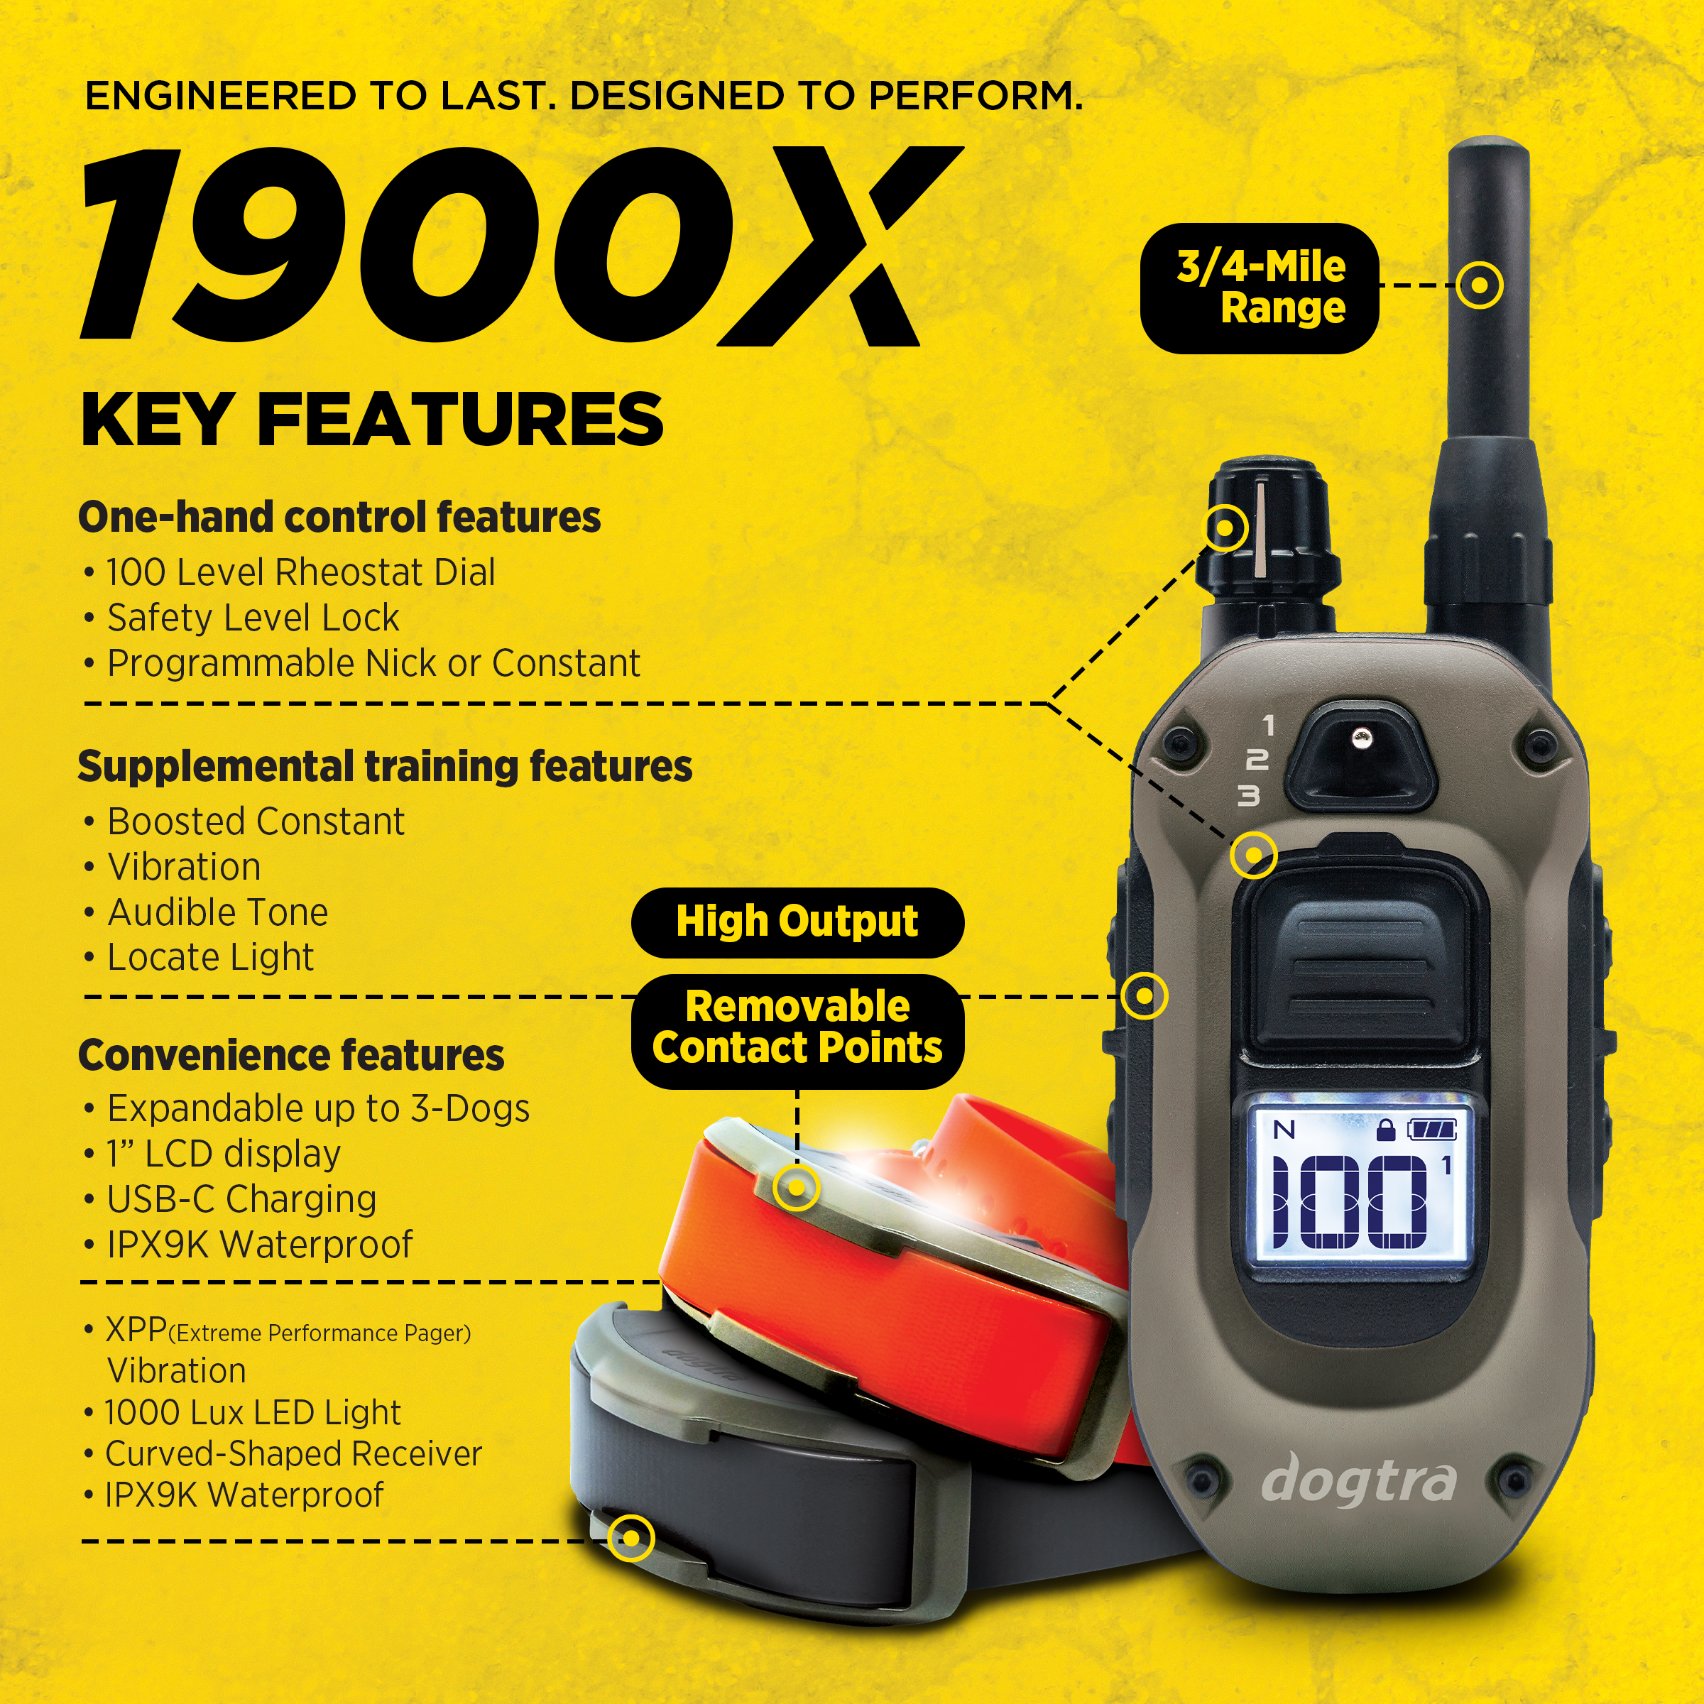 ENGINEERED TO LAST. DESIGNED TO PERFORM.
1900X
KEY FEATURES
One-hand control features
• 100 Level Rheostat Dial
• Safety Level Lock
• Programmable Nick or Constant
Supplemental training features
• Boosted Constant
• Vibration
• Audible Tone
• Locate Light
Convenience features
• Expandable up to 3-Dogs
• 1” LCD display
• USB-C Charging
• IPX9K Waterproof
• XPP(Extreme Performance Pager)
Vibration
• 1000 Lux LED Light
• Curved-Shaped Receiver
• IPX9K Waterproof
High Output
Removable
Contact Points
3/4-Mile
Range
1
2
3
N
100 1
dogtra
dogtra